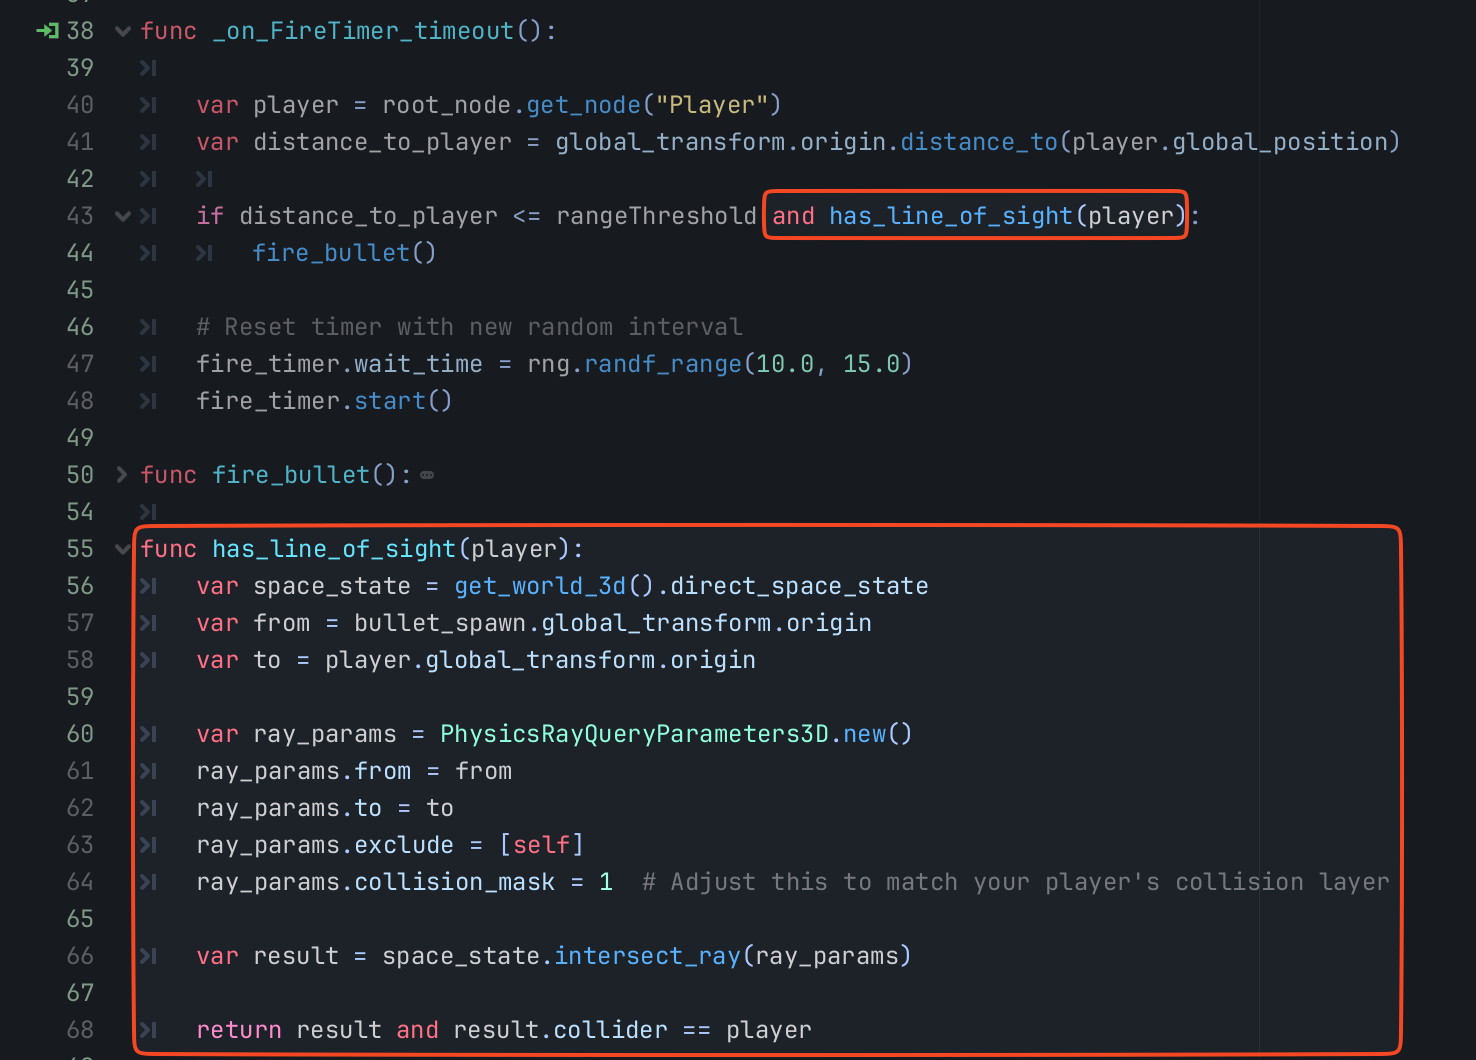 38 func _on_FireTimer_timeout():
39
40 var player = root_node.get_node("Player")
41 var distance_to_player = global_transform.origin.distance_to(player.global_position)
42
43 if distance_to_player <= rangeThreshold and has_line_of_sight(player):
44 fire_bullet()
45
46 # Reset timer with new random interval
47 fire_timer.wait_time = rng.randf_range(10.0, 15.0)
48 fire_timer.start()
49
50 func fire_bullet():
54
55 func has_line_of_sight(player):
56 var space_state = get_world_3d().direct_space_state
57 var from = bullet_spawn.global_transform.origin
58 var to = player.global_transform.origin
59
60 var ray_params = PhysicsRayQueryParameters3D.new()
61 ray_params.from = from
62 ray_params.to = to
63 ray_params.exclude = [self]
64 ray_params.collision_mask = 1 # Adjust this to match your player's collision layer
65
66 var result = space_state.intersect_ray(ray_params)
67
68 return result and result.collider == player